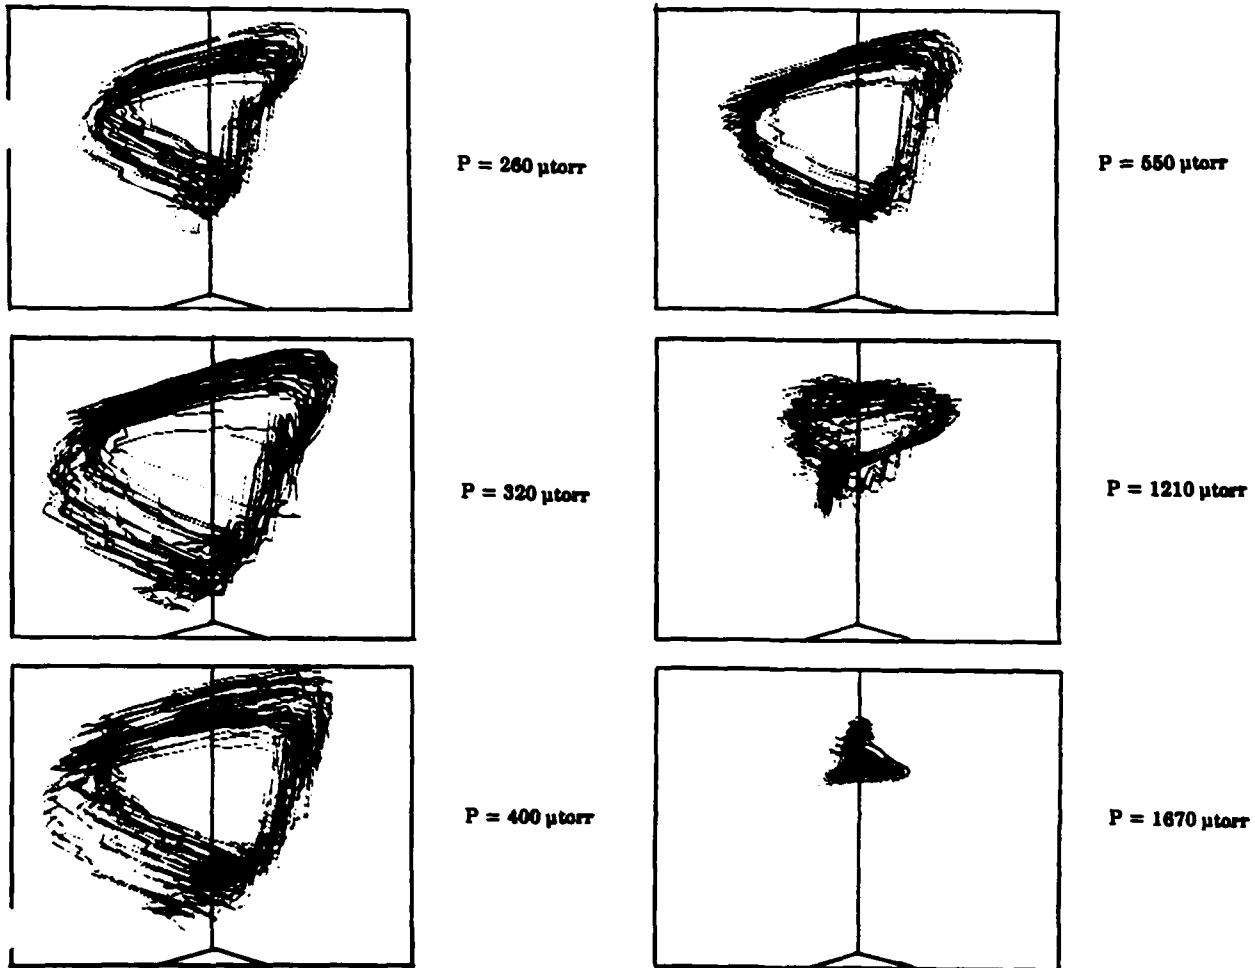 P = 260 μtorr
P = 550 μtorr
P = 320 μtorr
P = 1210 μtorr
P = 400 μtorr
P = 1670 μtorr